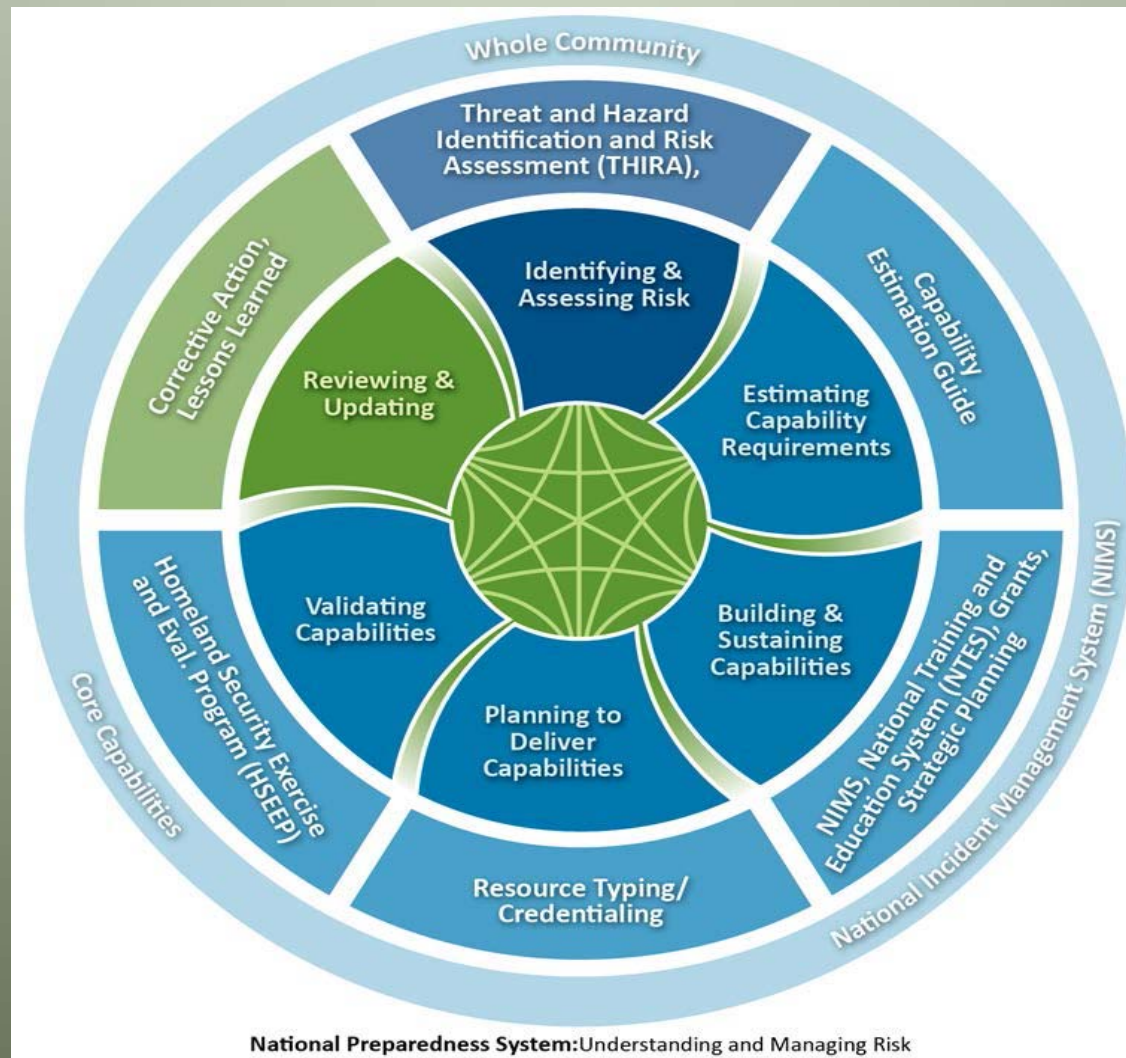 Whole Community
Threat and Hazard
Identification and Risk
Assessment (THIRA),
Identifying &
Assessing Risk
Capability
Estimation Guide
Estimating
Capability
Requirements
NIMS, National Training and
Education System (NTES), Grants,
Strategic Planning
Building &
Sustaining
Capabilities
National Incident Management System (NIMS)
Resource Typing/
Credentialing
Planning to
Deliver
Capabilities
Homeland Security Exercise
and Eval. Program (HSEEP)
Validating
Capabilities
Core Capabilities
Corrective Action,
Lessons Learned
Reviewing &
Updating
National Preparedness System:Understanding and Managing Risk